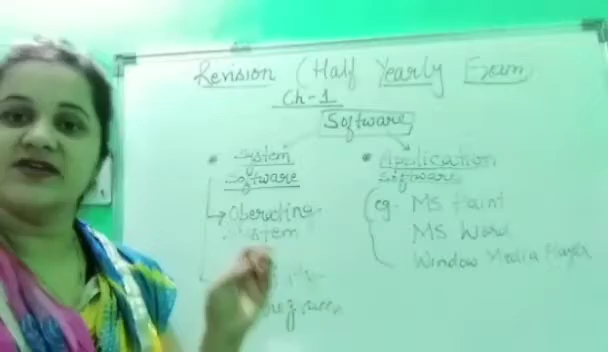 Revision (Half Yearly Exam)
Ch-1
Software
System
Software
Operating
System
Application
Software
eg. MS Paint
MS Word
Window Media Player